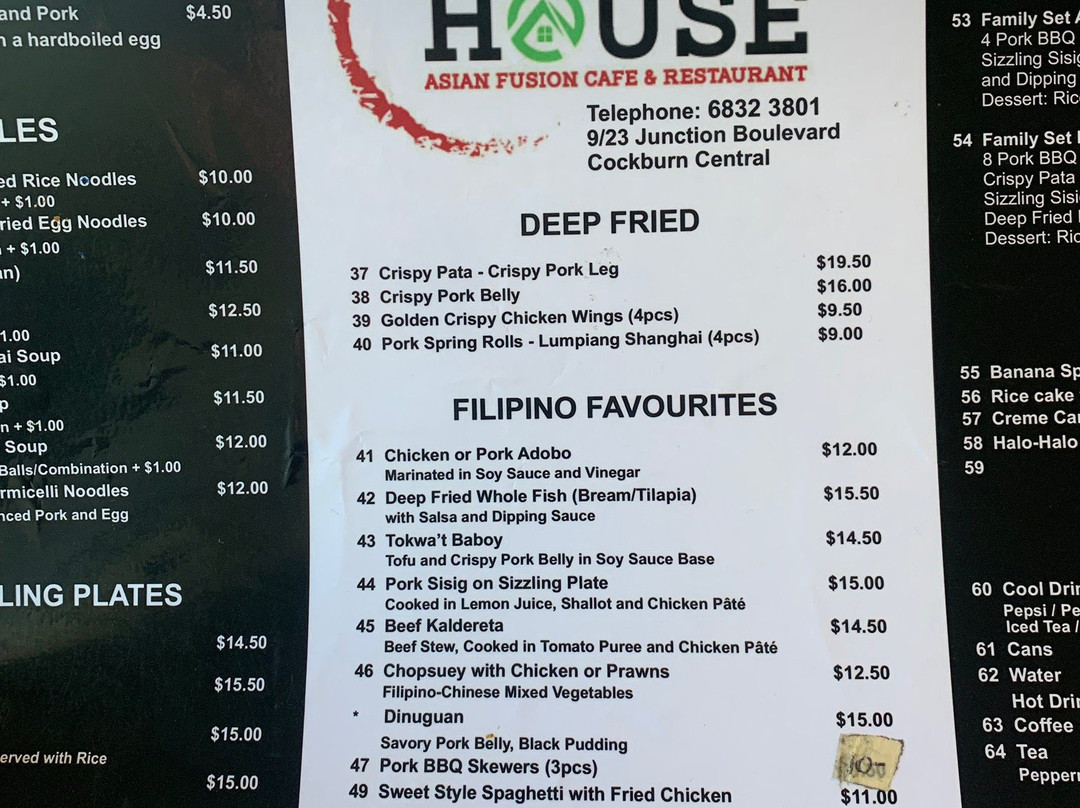 and Pork $4.50
a hardboiled egg
LES
ed Rice Noodles $10.00
+ $1.00
ried Egg Noodles $10.00
+ $1.00
an) $11.50
$12.50
1.00
ai Soup $11.00
$1.00
p $11.50
n + $1.00
Soup $12.00
Balls/Combination + $1.00
rmicelli Noodles $12.00
nced Pork and Egg
LING PLATES
$14.50
$15.50
$15.00
erved with Rice
$15.00
HOUSE
ASIAN FUSION CAFE & RESTAURANT
Telephone: 6832 3801
9/23 Junction Boulevard
Cockburn Central
DEEP FRIED
37 Crispy Pata - Crispy Pork Leg $19.50
38 Crispy Pork Belly $16.00
39 Golden Crispy Chicken Wings (4pcs) $9.50
40 Pork Spring Rolls - Lumpiang Shanghai (4pcs) $9.00
FILIPINO FAVOURITES
41 Chicken or Pork Adobo $12.00
Marinated in Soy Sauce and Vinegar
42 Deep Fried Whole Fish (Bream/Tilapia) $15.50
with Salsa and Dipping Sauce
43 Tokwa't Baboy $14.50
Tofu and Crispy Pork Belly in Soy Sauce Base
44 Pork Sisig on Sizzling Plate $15.00
Cooked in Lemon Juice, Shallot and Chicken Pâté
45 Beef Kaldereta $14.50
Beef Stew, Cooked in Tomato Puree and Chicken Pâté
46 Chopsuey with Chicken or Prawns $12.50
Filipino-Chinese Mixed Vegetables
* Dinuguan $15.00
Savory Pork Belly, Black Pudding
47 Pork BBQ Skewers (3pcs) 10-
49 Sweet Style Spaghetti with Fried Chicken $11.00
53 Family Set A
4 Pork BBQ
Sizzling Sisig
and Dipping
Dessert: Ric
54 Family Set
8 Pork BBQ
Crispy Pata
Sizzling Sisi
Deep Fried
Dessert: Ric
55 Banana Sp
56 Rice cake
57 Creme Car
58 Halo-Halo
59
60 Cool Drin
Pepsi / Pe
Iced Tea /
61 Cans
62 Water
Hot Drin
63 Coffee
64 Tea
Pepperm